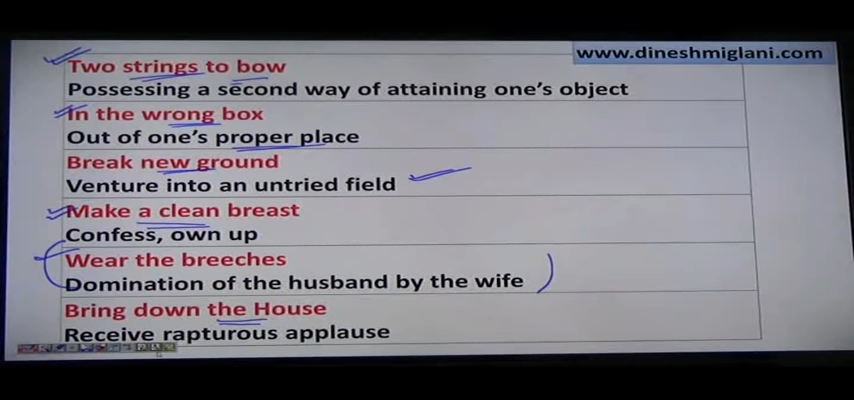 www.dineshmiglani.com
Two strings to bow
Possessing a second way of attaining one's object
In the wrong box
Out of one's proper place
Break new ground
Venture into an untried field
Make a clean breast
Confess, own up
Wear the breeches
Domination of the husband by the wife
Bring down the House
Receive rapturous applause